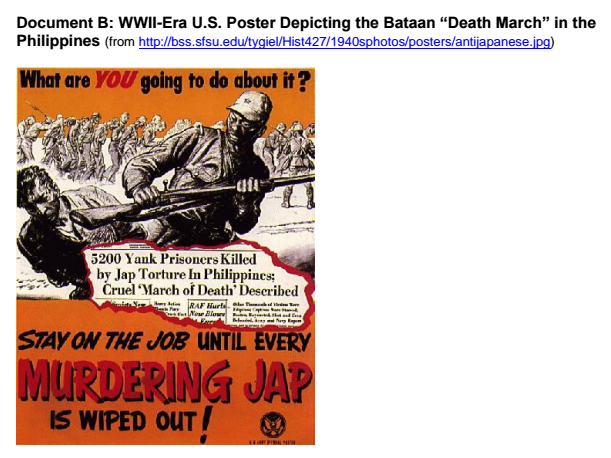 Document B: WWII-Era U.S. Poster Depicting the Bataan “Death March” in the
Philippines (from http://bss.sfsu.edu/tygiel/Hist427/1940sphotos/posters/antijapanese.jpg)
What are YOU going to do about it?
5200 Yank Prisoners Killed
by Jap Torture In Philippines;
Cruel ‘March of Death’ Described
RAF Hurls
New Blows
STAY ON THE JOB UNTIL EVERY
MURDERING JAP
IS WIPED OUT!